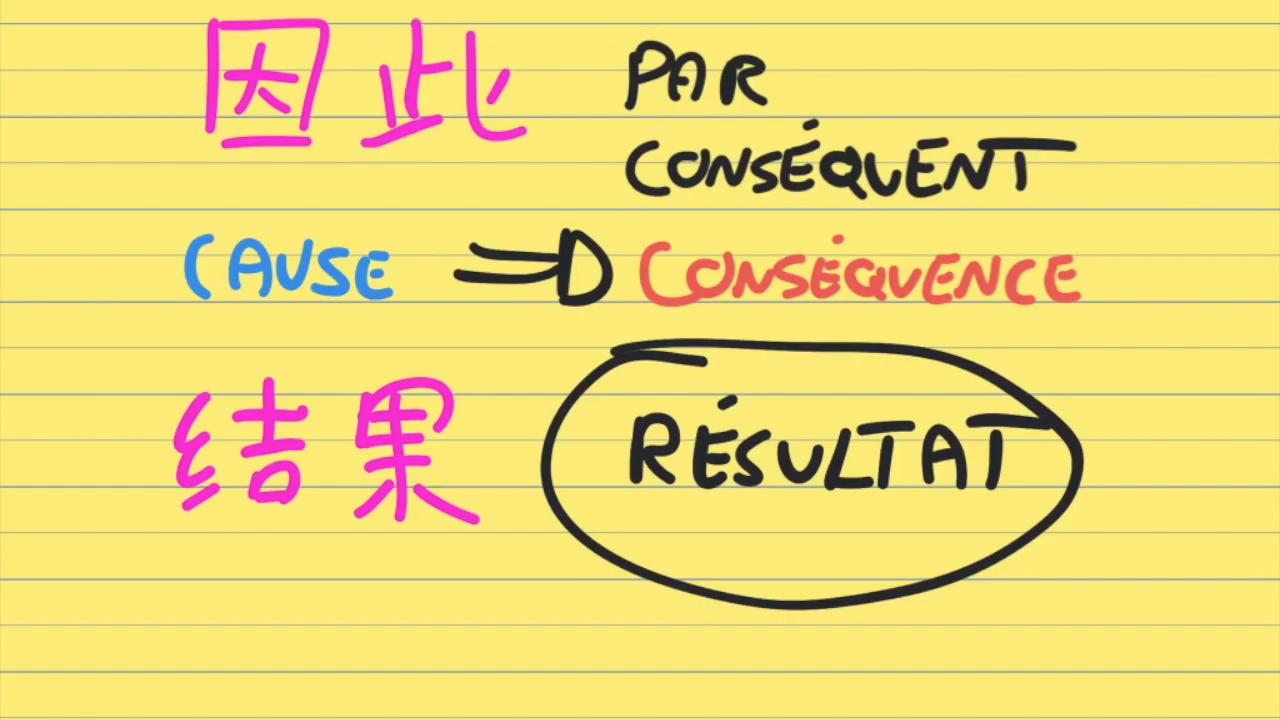 因此 PAR
CONSÉQUENT
CAUSE ⇒ CONSÉQUENCE
结果 RÉSULTAT